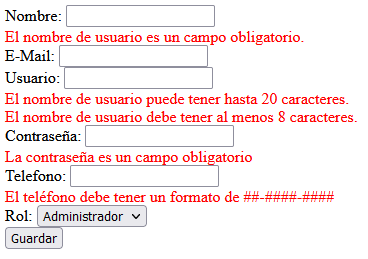 Nombre:
El nombre de usuario es un campo obligatorio.
E-Mail:
Usuario:
El nombre de usuario puede tener hasta 20 caracteres.
El nombre de usuario debe tener al menos 8 caracteres.
Contraseña:
La contraseña es un campo obligatorio
Telefono:
El teléfono debe tener un formato de ##-####-####
Rol: Administrador
Guardar